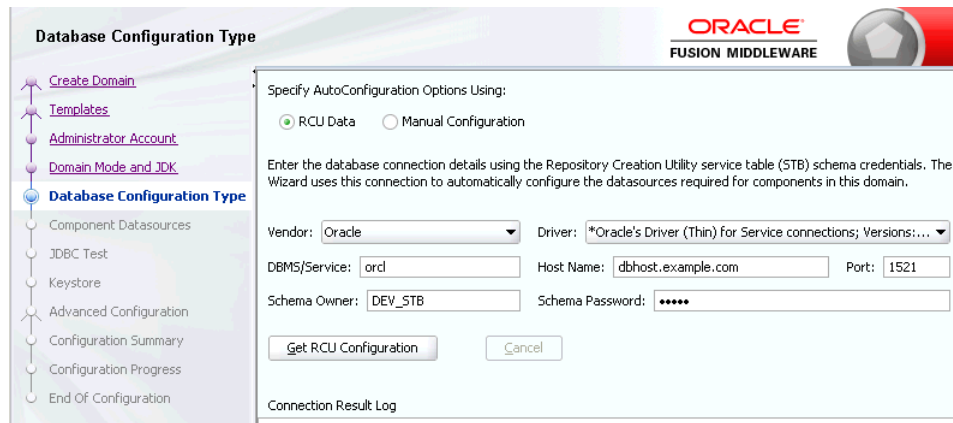 Database Configuration Type
ORACLE
FUSION MIDDLEWARE
Create Domain
Templates
Administrator Account
Domain Mode and JDK
Database Configuration Type
Component Datasources
JDBC Test
Keystore
Advanced Configuration
Configuration Summary
Configuration Progress
End Of Configuration
Specify AutoConfiguration Options Using:
RCU Data Manual Configuration
Enter the database connection details using the Repository Creation Utility service table (STB) schema credentials. The
Wizard uses this connection to automatically configure the datasources required for components in this domain.
Vendor: Oracle Driver: *Oracle's Driver (Thin) for Service connections; Versions:...
DBMS/Service: orcl Host Name: dbhost.example.com Port: 1521
Schema Owner: DEV_STB Schema Password: •••••
Get RCU Configuration Cancel
Connection Result Log